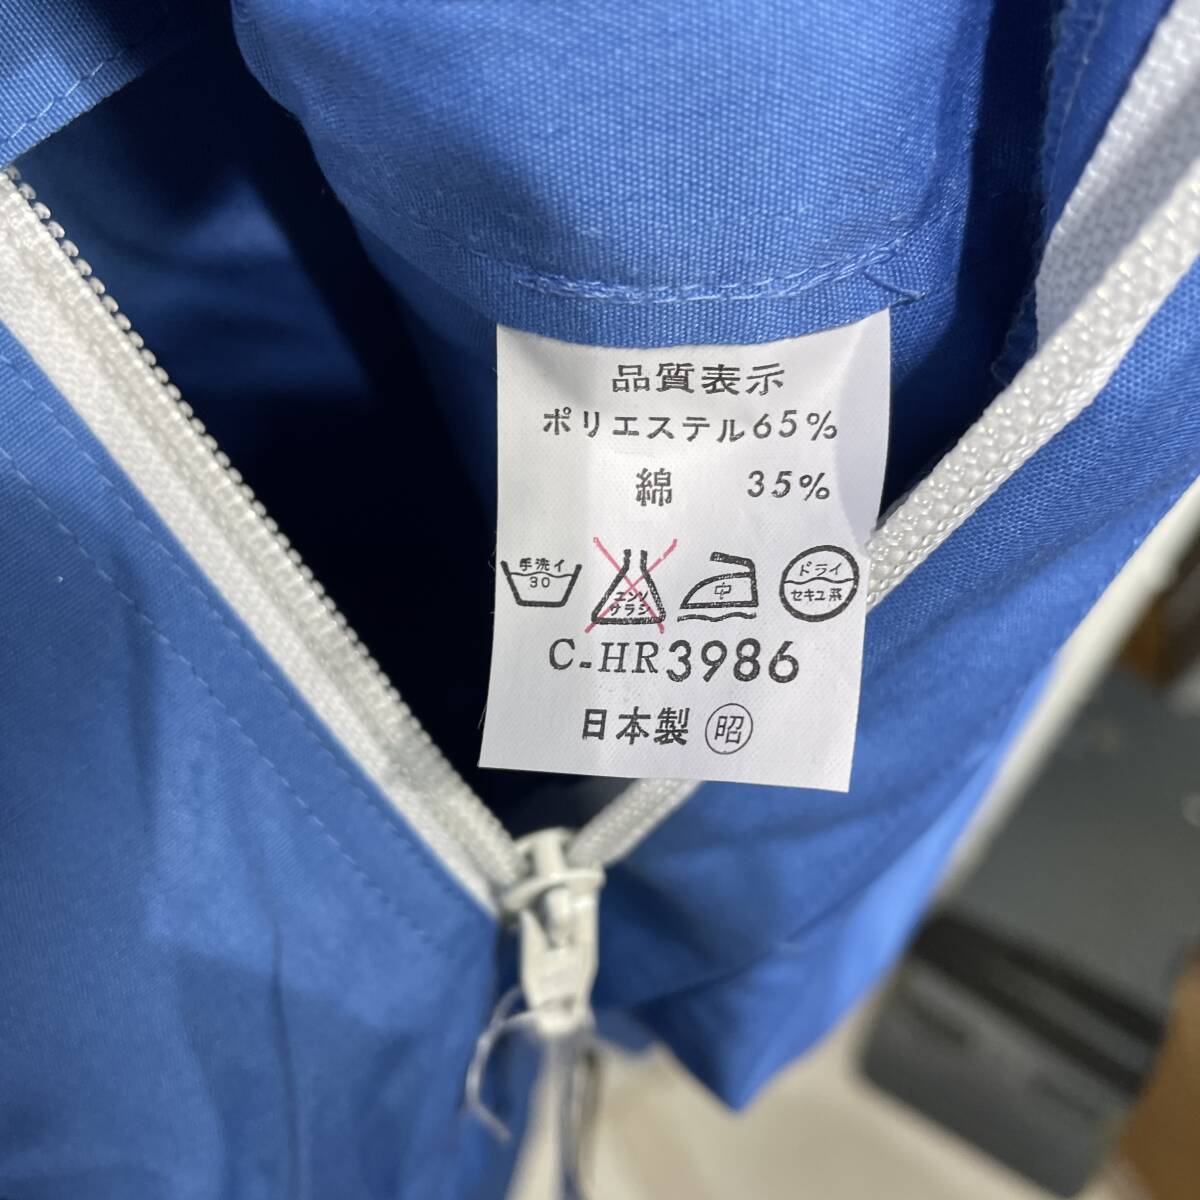 品質表示
ポリエステル65%
綿 35%
手洗イ
30
エンソ
サラシ
中
ドライ
セキユ系
C-HR3986
日本製 昭